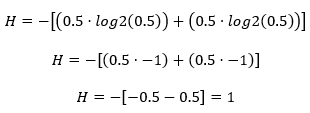 H = −[(0.5 · log2(0.5)) + (0.5 · log2(0.5))]
H = −[(0.5 · −1) + (0.5 · −1)]
H = −[−0.5 − 0.5] = 1